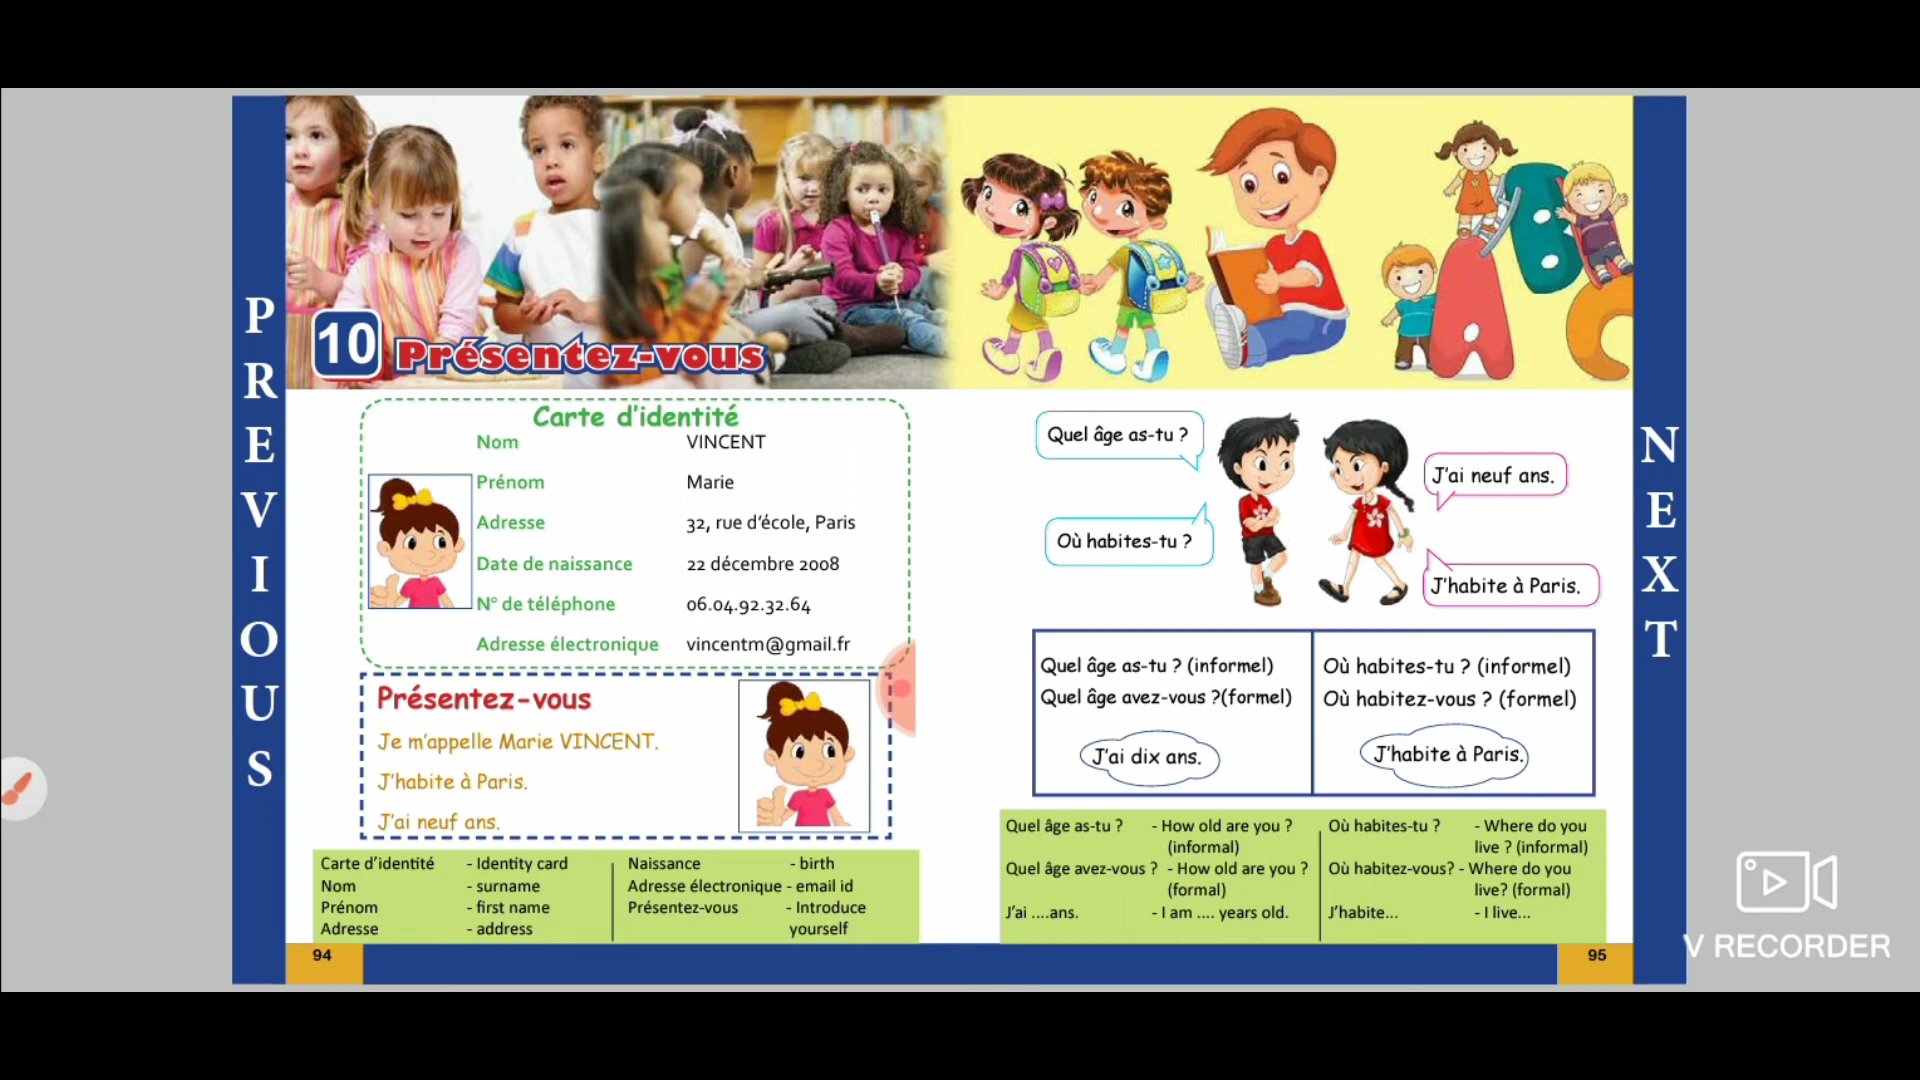 PREVIOUS
10 Présentez-vous
Carte d'identité
Nom VINCENT
Prénom Marie
Adresse 32, rue d'école, Paris
Date de naissance 22 décembre 2008
N° de téléphone 06.04.92.32.64
Adresse électronique vincentm@gmail.fr
Présentez-vous
Je m'appelle Marie VINCENT.
J'habite à Paris.
J'ai neuf ans.
Carte d'identité - Identity card
Nom - surname
Prénom - first name
Adresse - address
Naissance - birth
Adresse électronique - email id
Présentez-vous - Introduce
yourself
94
A B C
Quel âge as-tu ?
J'ai neuf ans.
Où habites-tu ?
J'habite à Paris.
Quel âge as-tu ? (informel)
Quel âge avez-vous ?(formel)
J'ai dix ans.
Où habites-tu ? (informel)
Où habitez-vous ? (formel)
J'habite à Paris.
Quel âge as-tu ? - How old are you ?
(informal)
Quel âge avez-vous ? - How old are you ?
(formal)
J'ai ....ans. - I am .... years old.
Où habites-tu ? - Where do you
live ? (informal)
Où habitez-vous? - Where do you
live? (formal)
J'habite... - I live...
95
NEXT
V RECORDER